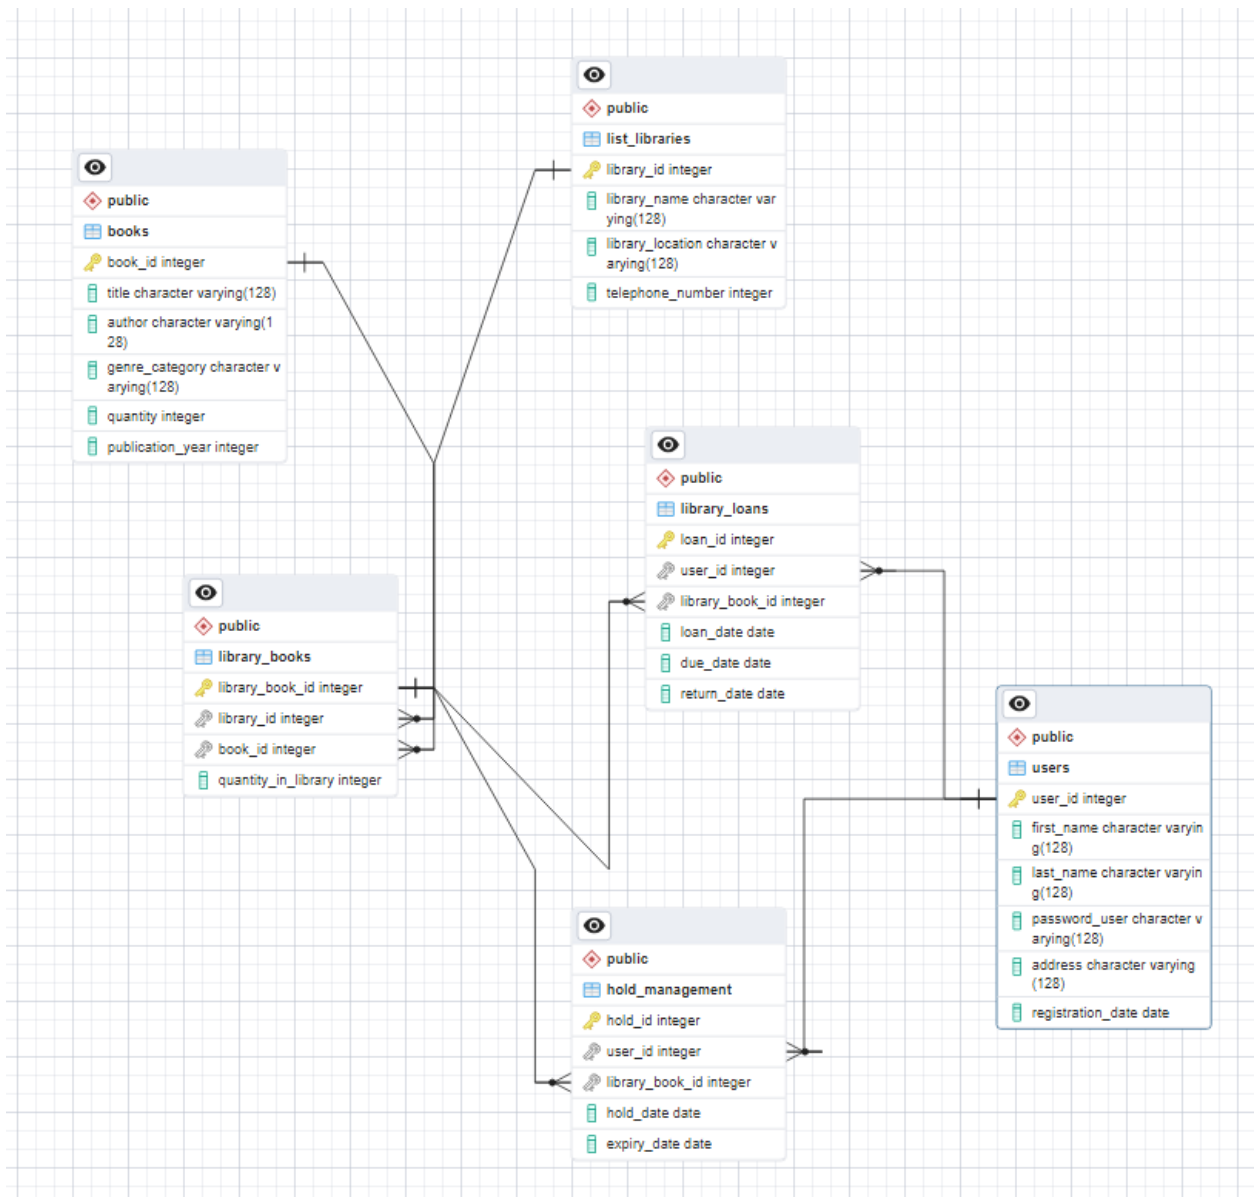 public
list_libraries
library_id integer
library_name character var
ying(128)
library_location character v
arying(128)
telephone_number integer
public
books
book_id integer
title character varying(128)
author character varying(1
28)
genre_category character v
arying(128)
quantity integer
publication_year integer
public
library_loans
loan_id integer
user_id integer
library_book_id integer
loan_date date
due_date date
return_date date
public
library_books
library_book_id integer
library_id integer
book_id integer
quantity_in_library integer
public
users
user_id integer
first_name character varyin
g(128)
last_name character varyin
g(128)
password_user character v
arying(128)
address character varying
(128)
registration_date date
public
hold_management
hold_id integer
user_id integer
library_book_id integer
hold_date date
expiry_date date